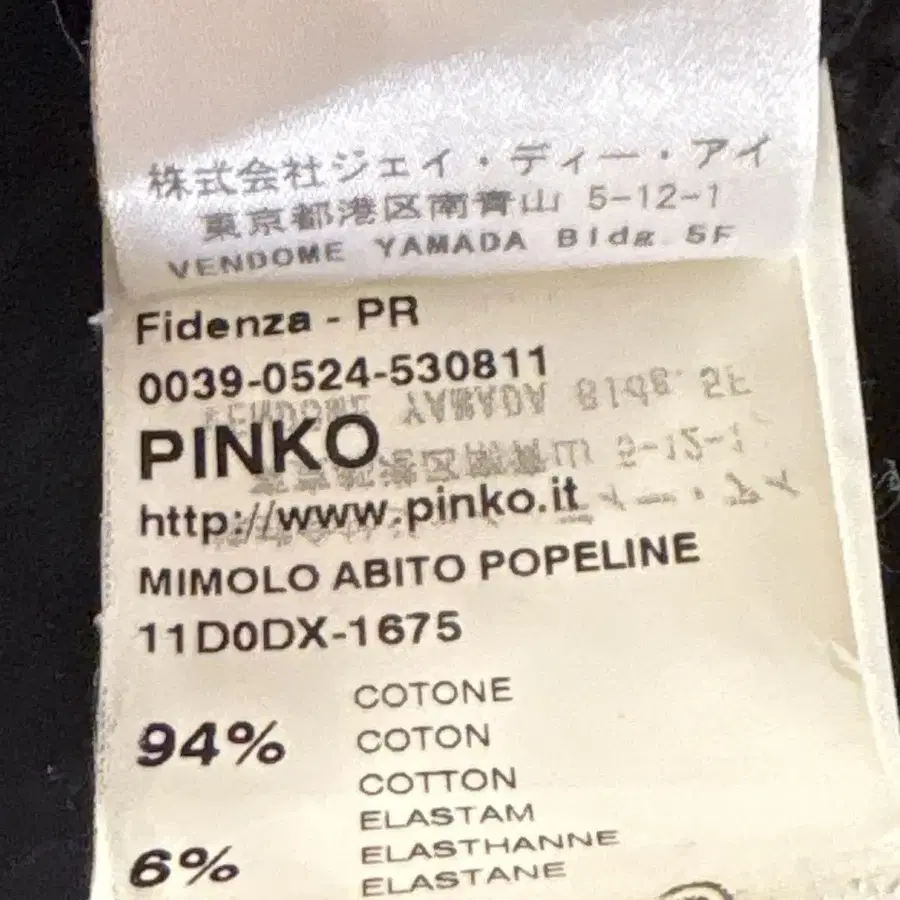 株式会社ジェイ・ディー・アイ
東京都港区南青山 5-12-1
VENDOME YAMADA Bldg 5F
Fidenza - PR
0039-0524-530811
PINKO
http://www.pinko.it
MIMOLO ABITO POPELINE
11D0DX-1675
94%
COTONE
COTON
COTTON
6%
ELASTAM
ELASTHANNE
ELASTANE